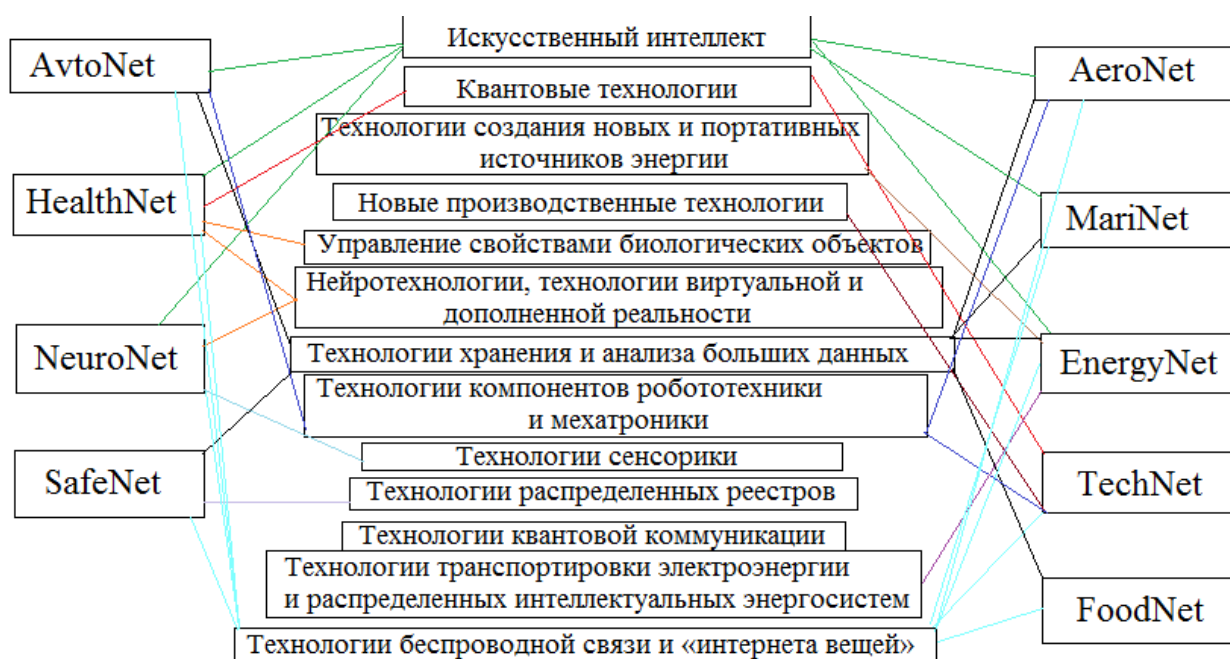 AvtoNet
HealthNet
NeuroNet
SafeNet
Искусственный интеллект
Квантовые технологии
Технологии создания новых и портативных
источников энергии
Новые производственные технологии
Управление свойствами биологических объектов
Нейротехнологии, технологии виртуальной и
дополненной реальности
Технологии хранения и анализа больших данных
Технологии компонентов робототехники
и мехатроники
Технологии сенсорики
Технологии распределенных реестров
Технологии квантовой коммуникации
Технологии транспортировки электроэнергии
и распределенных интеллектуальных энергосистем
Технологии беспроводной связи и «интернета вещей»
AeroNet
MariNet
EnergyNet
TechNet
FoodNet